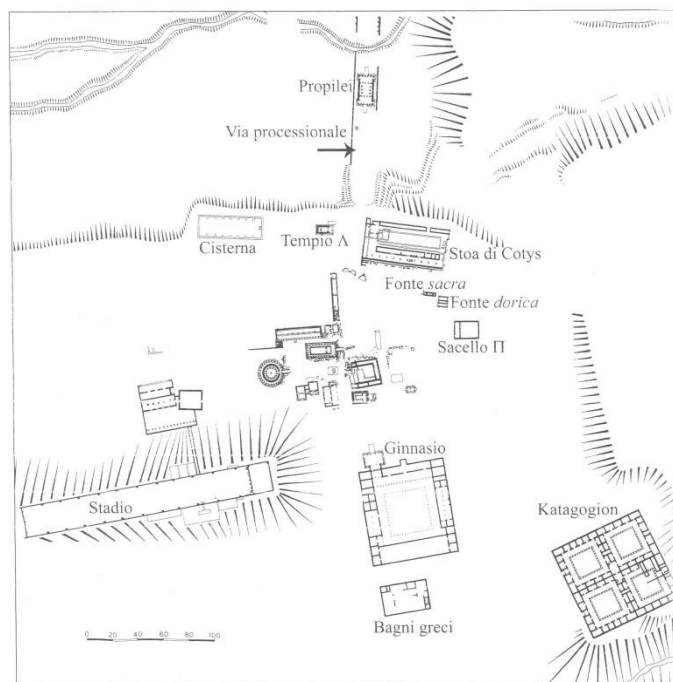 Propilei
Via processionale
Cisterna
Tempio Λ
Stoa di Cotys
Fonte sacra
Fonte dorica
Sacello Π
Ginnasio
Stadio
Katagogion
Bagni greci
0 20 40 60 80 100